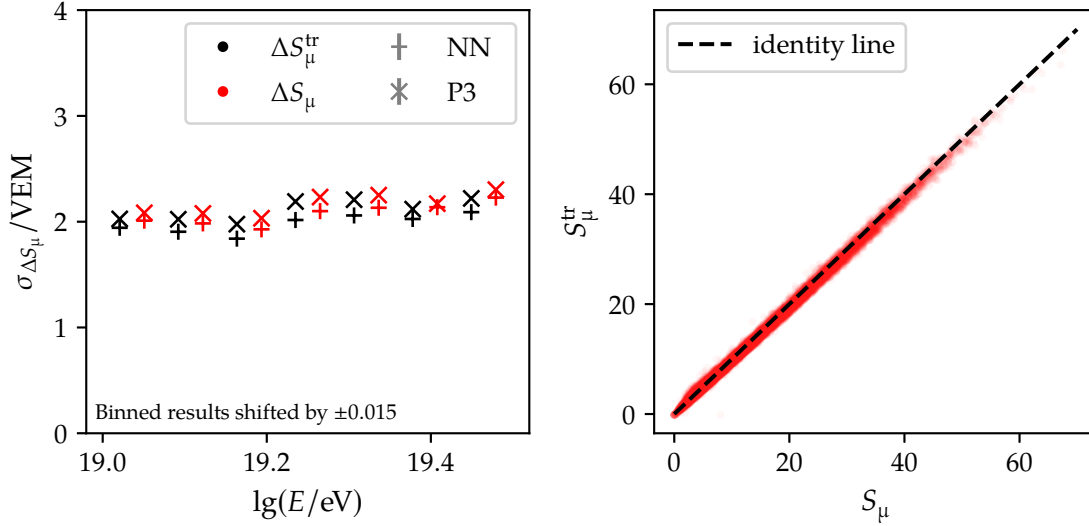 4
3
2
1
0
σ_ΔSμ/VEM
ΔS_μ^tr
ΔS_μ
NN
P3
Binned results shifted by ±0.015
19.0 19.2 19.4
lg(E/eV)
identity line
60
40
20
0
S_μ^tr
0 20 40 60
S_μ